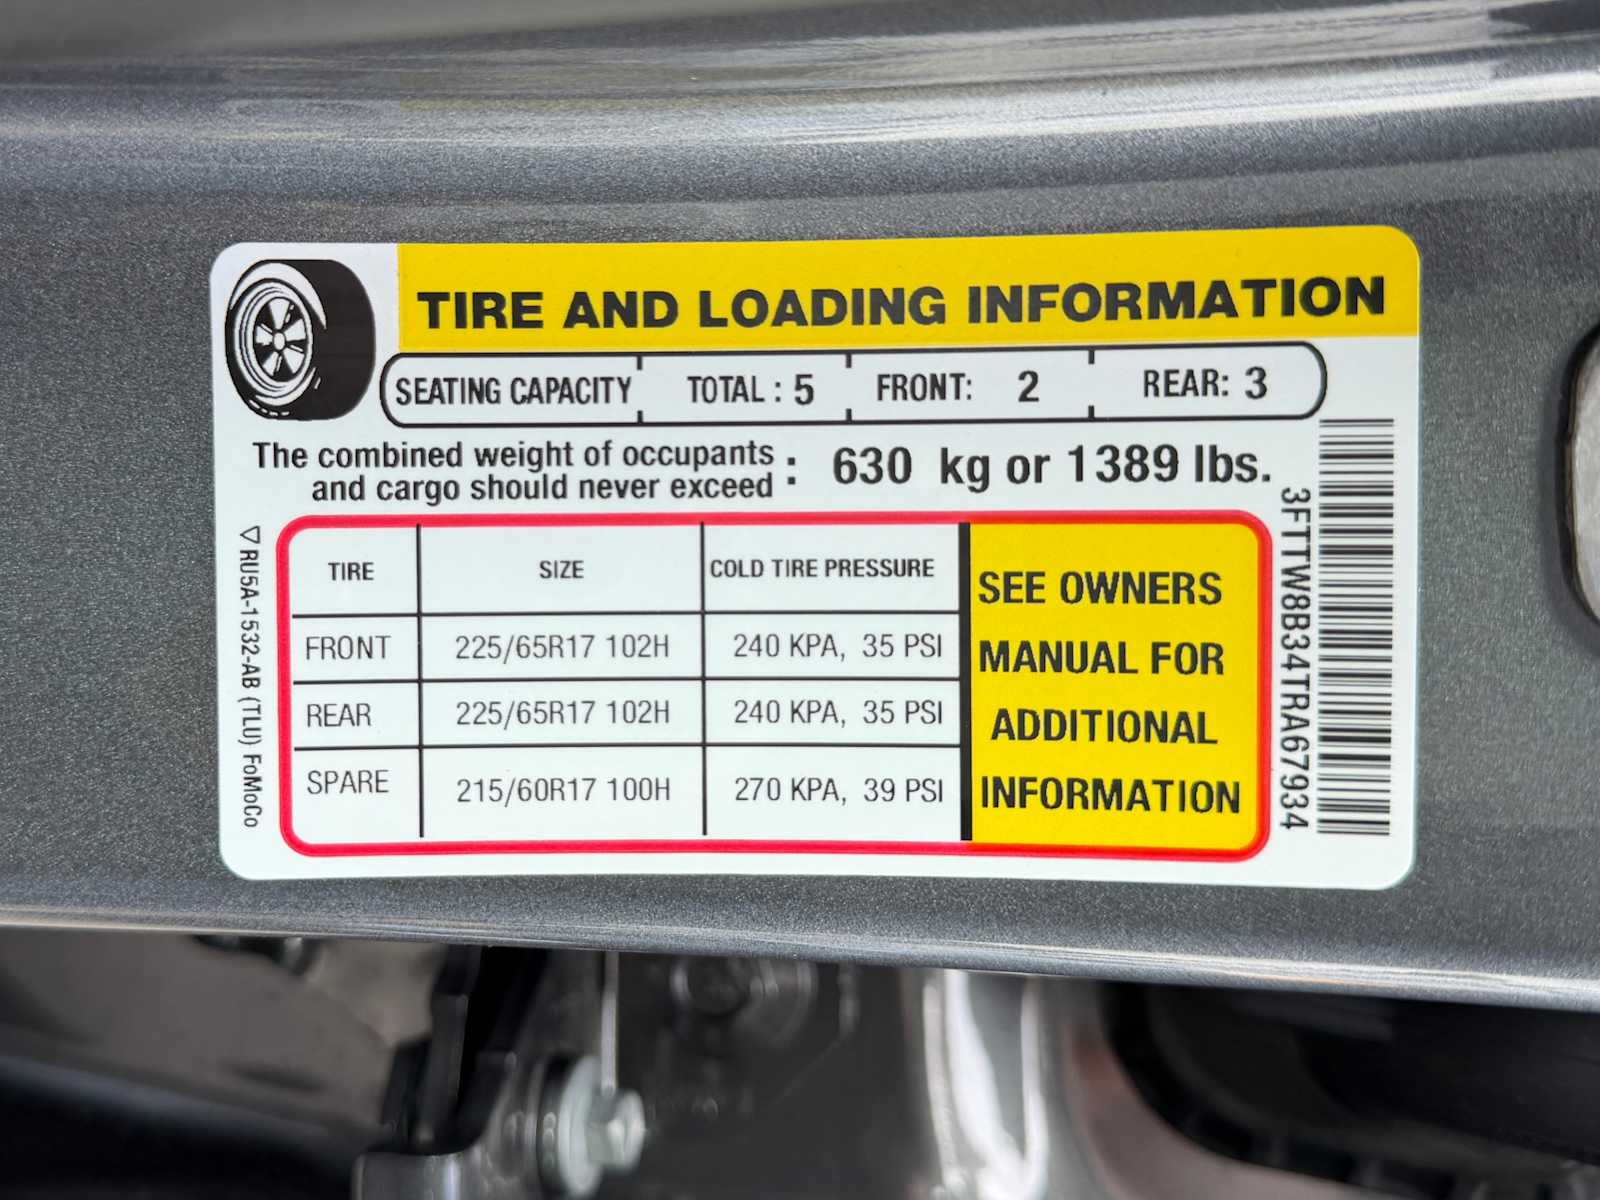 TIRE AND LOADING INFORMATION
SEATING CAPACITY TOTAL : 5 FRONT: 2 REAR: 3
The combined weight of occupants
and cargo should never exceed : 630 kg or 1389 lbs.
TIRE SIZE COLD TIRE PRESSURE
FRONT 225/65R17 102H 240 KPA, 35 PSI
REAR 225/65R17 102H 240 KPA, 35 PSI
SPARE 215/60R17 100H 270 KPA, 39 PSI
SEE OWNERS
MANUAL FOR
ADDITIONAL
INFORMATION
RU5A-1532-AB (TLU) FoMoCo
3FTTW8B34TRA67934